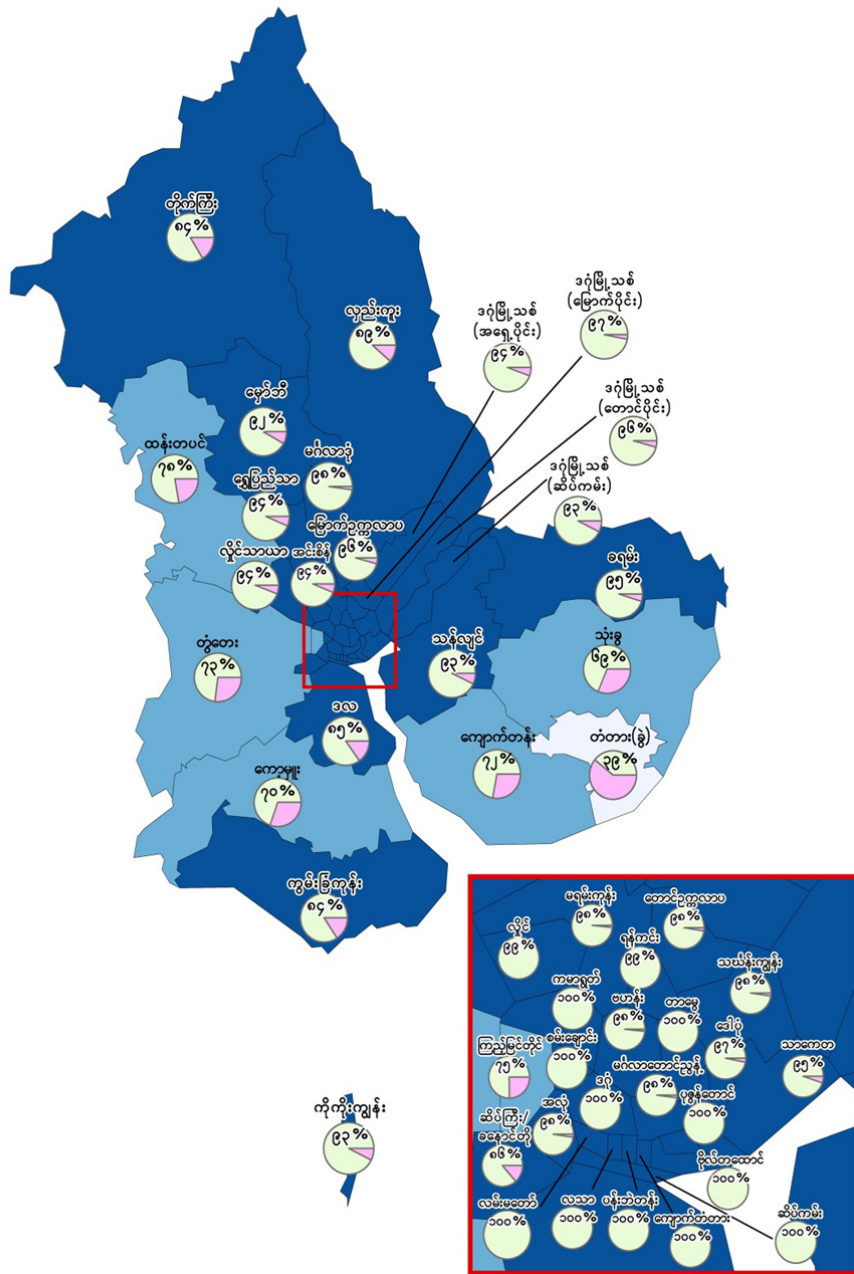 တိုက်ကြီး
၈၄%
လှည်းကူး
၈၉%
ဒဂုံမြို့သစ်
(အရှေ့ပိုင်း)
၉၄%
ဒဂုံမြို့သစ်
(မြောက်ပိုင်း)
၉၇%
ဒဂုံမြို့သစ်
(တောင်ပိုင်း)
၉၆%
ဒဂုံမြို့သစ်
(ဆိပ်ကမ်း)
၉၃%
မှော်ဘီ
၉၂%
ထန်းတပင်
၇၈%
မင်္ဂလာဒုံ
၉၈%
ရွှေပြည်သာ
၉၄%
မြောက်ဥက္ကလာပ
၉၆%
လှိုင်သာယာ
၉၄%
အင်းစိန်
၉၄%
ခရမ်း
၉၅%
တွံတေး
၇၃%
သန်လျင်
၉၃%
သုံးခွ
၆၉%
ဒလ
၈၅%
ကျောက်တန်း
၇၂%
တံတား(ခွဲ)
၃၉%
ကော့မှူး
၇၀%
ကွမ်းခြံကုန်း
၈၄%
ကိုကိုးကျွန်း
၉၃%
မရမ်းကုန်း
၉၈%
တောင်ဥက္ကလာပ
၉၈%
လှိုင်
၉၉%
ရန်ကင်း
၉၉%
သင်္ဃန်းကျွန်း
၉၈%
ကမာရွတ်
၁၀၀%
ဗဟန်း
၉၈%
တာမွေ
၁၀၀%
ဒေါပုံ
၉၇%
သာကေတ
၉၅%
ကြည့်မြင်တိုင်
၇၅%
စမ်းချောင်း
၁၀၀%
မင်္ဂလာတောင်ညွန့်
၉၈%
ဒဂုံ
၁၀၀%
ပုဇွန်တောင်
၁၀၀%
အလုံ
၉၈%
ဆိပ်ကြီး/
ခနောင်တို
၈၆%
ဗိုလ်တထောင်
၁၀၀%
လမ်းမတော်
၁၀၀%
လသာ
၁၀၀%
ပန်းဘဲတန်း
၁၀၀%
ကျောက်တံတား
၁၀၀%
ဆိပ်ကမ်း
၁၀၀%